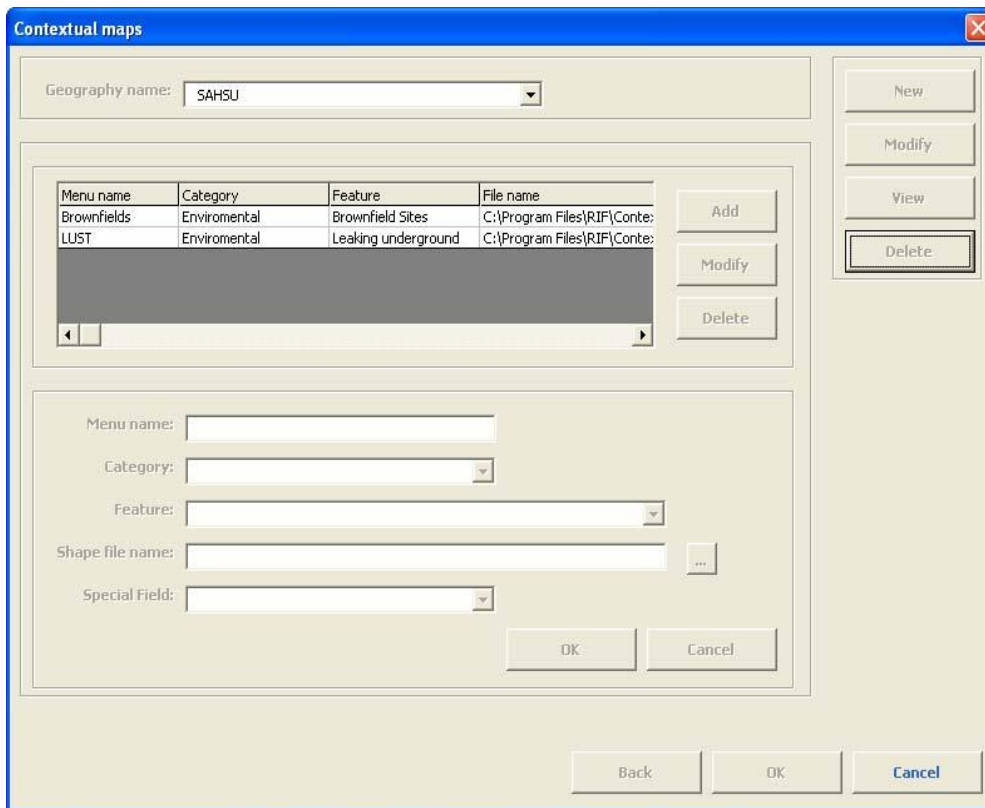 Contextual maps
Geography name: SAHSU
New
Modify
View
Delete
Menu name Category Feature File name
Brownfields Enviromental Brownfield Sites C:\Program Files\RIF\Conte
LUST Enviromental Leaking underground C:\Program Files\RIF\Conte
Add
Modify
Delete
Menu name:
Category:
Feature:
Shape file name: ...
Special Field:
OK Cancel
Back OK Cancel